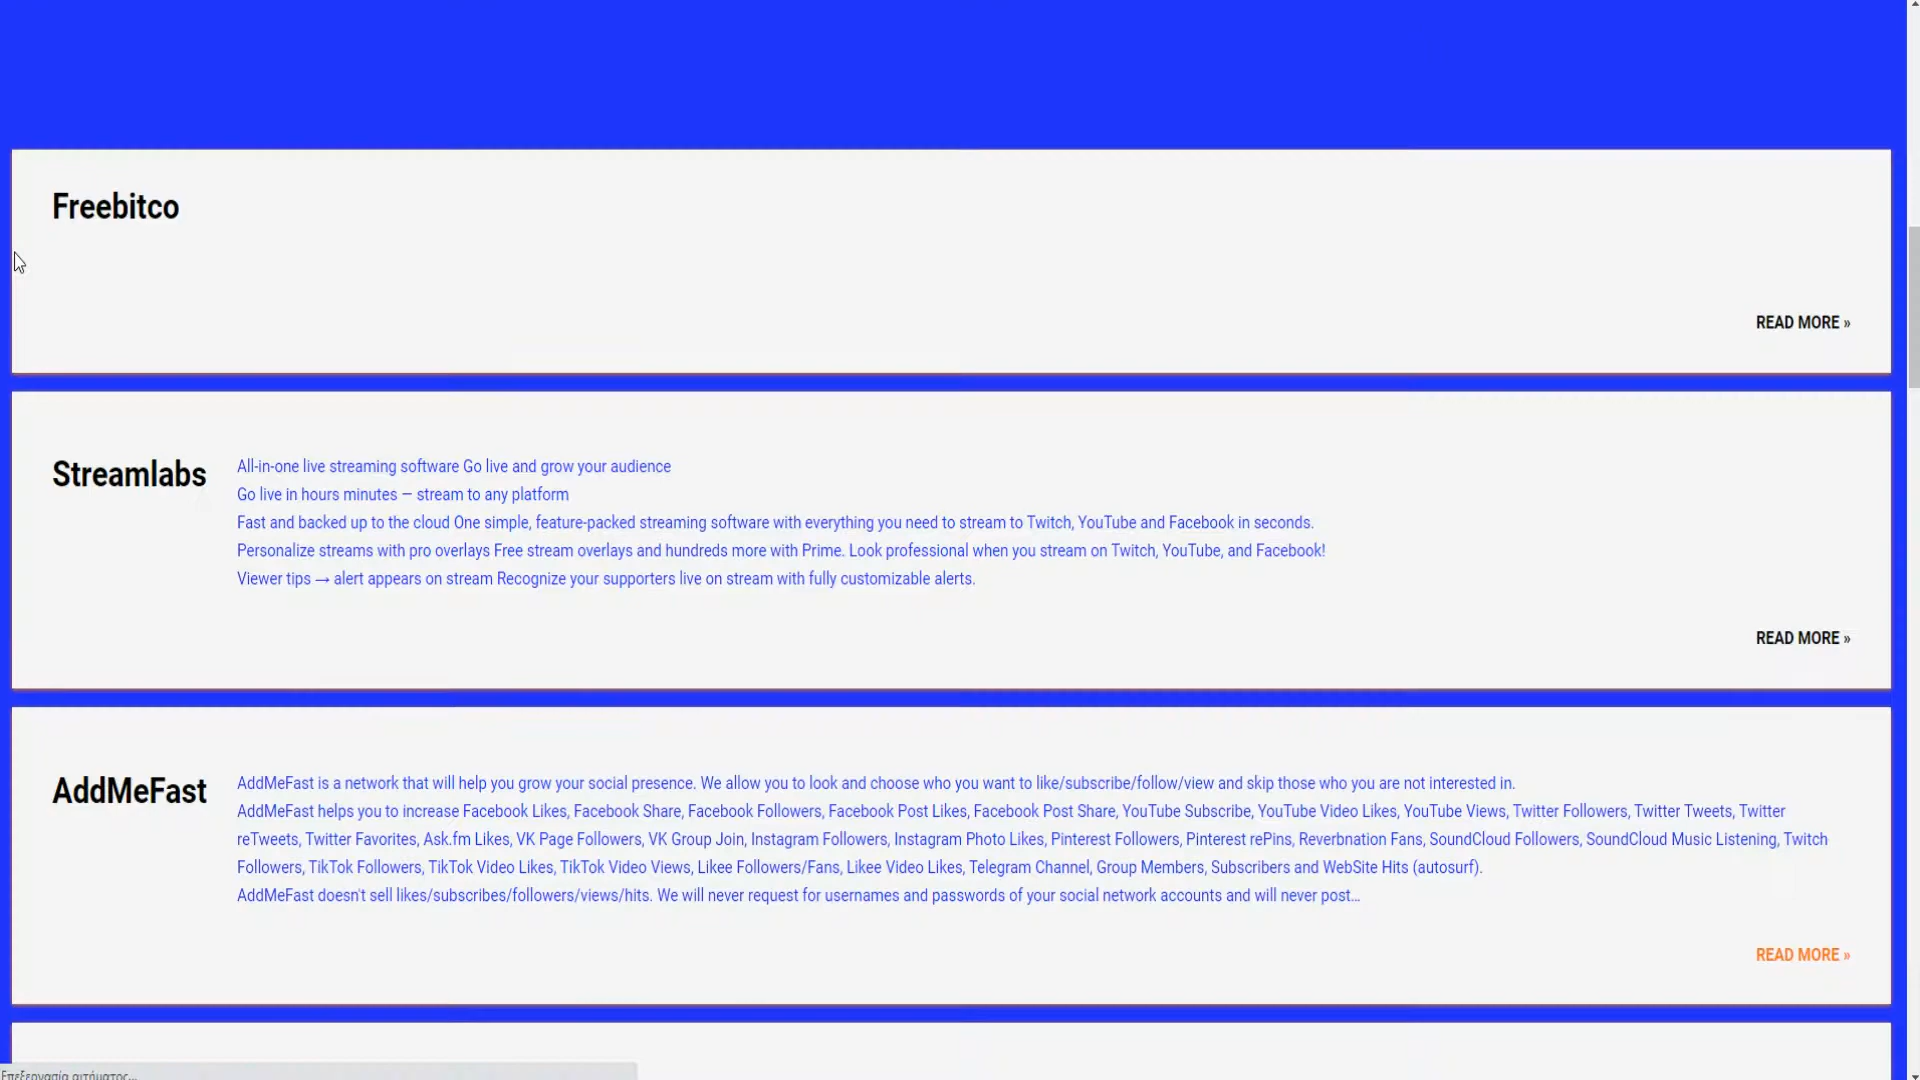 Freebitco
READ MORE »
Streamlabs
All-in-one live streaming software Go live and grow your audience
Go live in hours minutes — stream to any platform
Fast and backed up to the cloud One simple, feature-packed streaming software with everything you need to stream to Twitch, YouTube and Facebook in seconds.
Personalize streams with pro overlays Free stream overlays and hundreds more with Prime. Look professional when you stream on Twitch, YouTube, and Facebook!
Viewer tips → alert appears on stream Recognize your supporters live on stream with fully customizable alerts.
READ MORE »
AddMeFast
AddMeFast is a network that will help you grow your social presence. We allow you to look and choose who you want to like/subscribe/follow/view and skip those who you are not interested in.
AddMeFast helps you to increase Facebook Likes, Facebook Share, Facebook Followers, Facebook Post Likes, Facebook Post Share, YouTube Subscribe, YouTube Video Likes, YouTube Views, Twitter Followers, Twitter Tweets, Twitter
reTweets, Twitter Favorites, Ask.fm Likes, VK Page Followers, VK Group Join, Instagram Followers, Instagram Photo Likes, Pinterest Followers, Pinterest rePins, Reverbnation Fans, SoundCloud Followers, SoundCloud Music Listening, Twitch
Followers, TikTok Followers, TikTok Video Likes, TikTok Video Views, Likee Followers/Fans, Likee Video Likes, Telegram Channel, Group Members, Subscribers and WebSite Hits (autosurf).
AddMeFast doesn't sell likes/subscribes/followers/views/hits. We will never request for usernames and passwords of your social network accounts and will never post...
READ MORE »
Επεξεργασία αιτήματος...